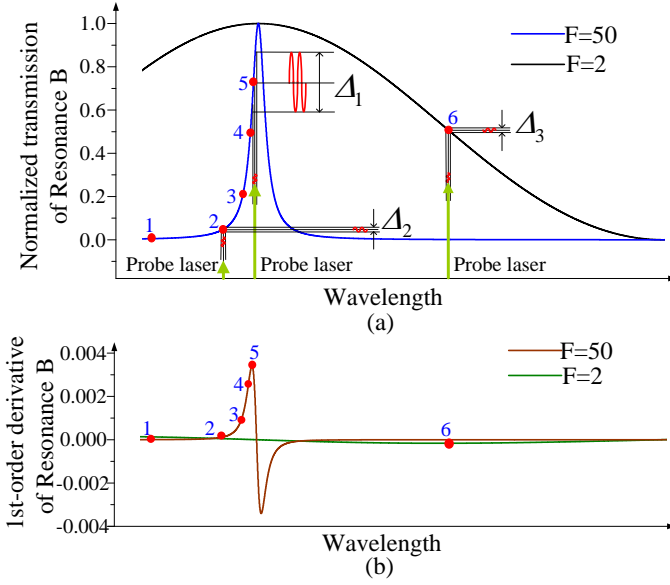 (a)
Normalized transmission
of Resonance B
1.0
0.8
0.6
0.4
0.2
0.0
F=50
F=2
1
2
3
4
5
6
Δ1
Δ2
Δ3
Probe laser
Probe laser
Probe laser
Wavelength
(a)
1st-order derivative
of Resonance B
0.004
0.002
0.000
-0.002
-0.004
F=50
F=2
1
2
3
4
5
6
Wavelength
(b)